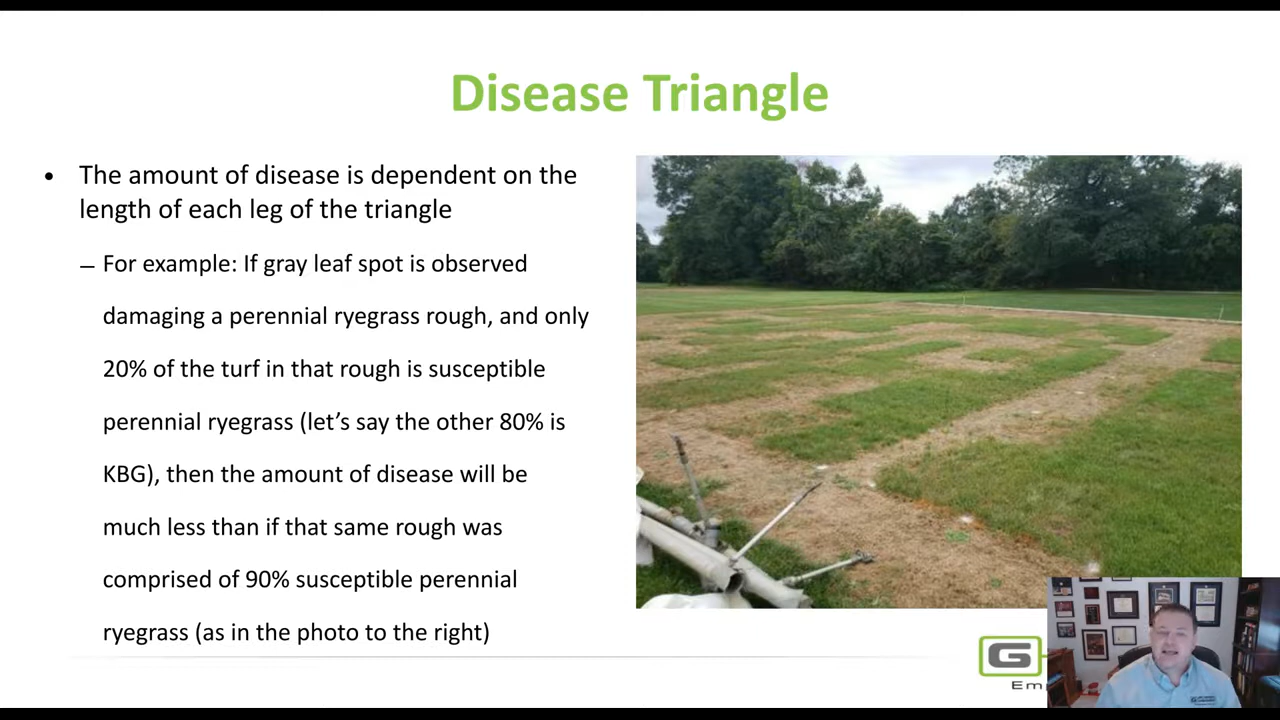 Disease Triangle
• The amount of disease is dependent on the
length of each leg of the triangle
– For example: If gray leaf spot is observed
damaging a perennial ryegrass rough, and only
20% of the turf in that rough is susceptible
perennial ryegrass (let’s say the other 80% is
KBG), then the amount of disease will be
much less than if that same rough was
comprised of 90% susceptible perennial
ryegrass (as in the photo to the right)
G